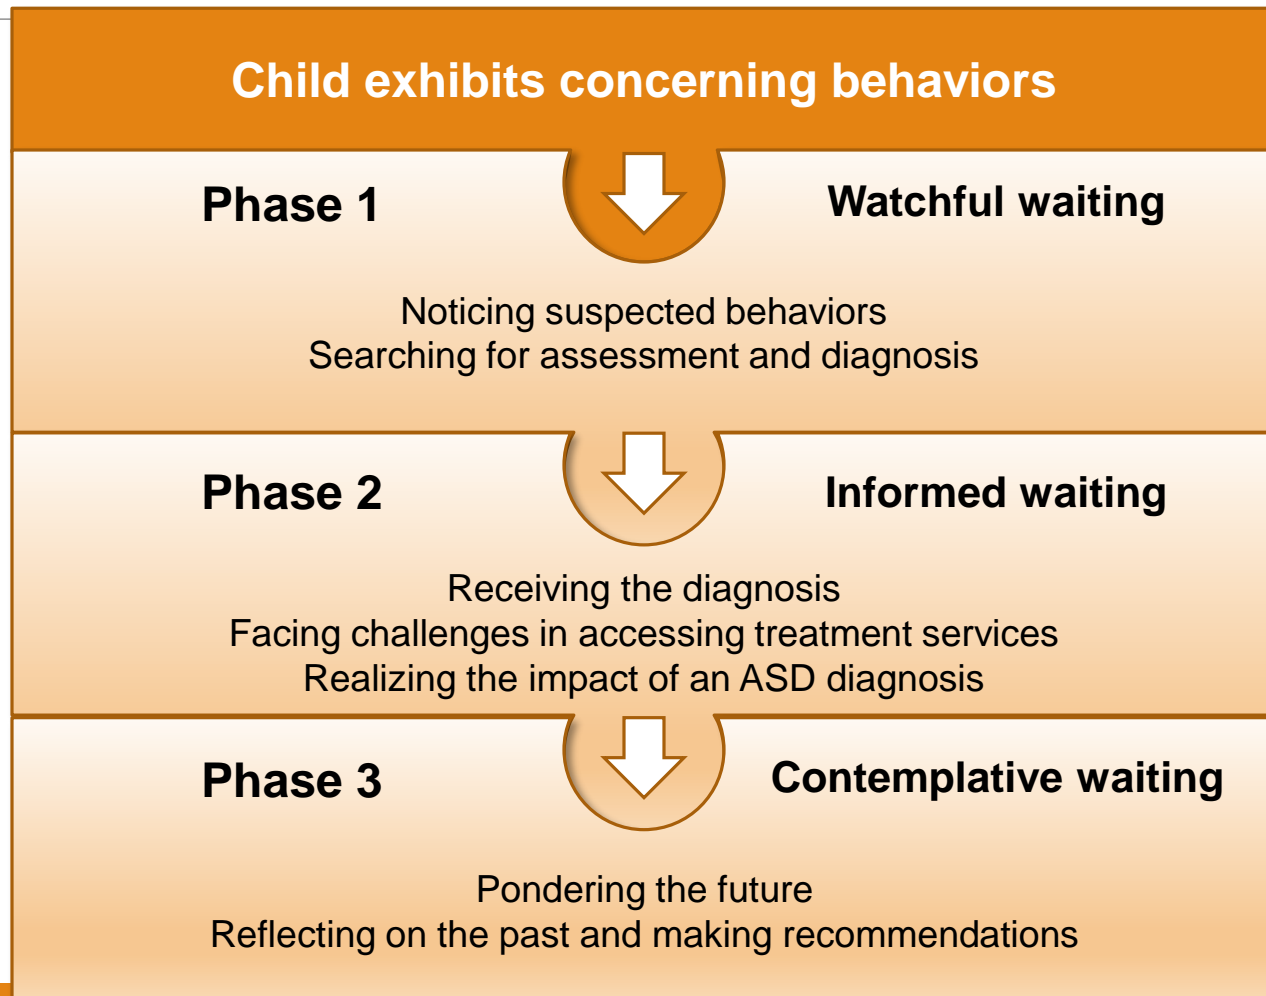 Child exhibits concerning behaviors
Phase 1
Watchful waiting
Noticing suspected behaviors
Searching for assessment and diagnosis
Phase 2
Informed waiting
Receiving the diagnosis
Facing challenges in accessing treatment services
Realizing the impact of an ASD diagnosis
Phase 3
Contemplative waiting
Pondering the future
Reflecting on the past and making recommendations